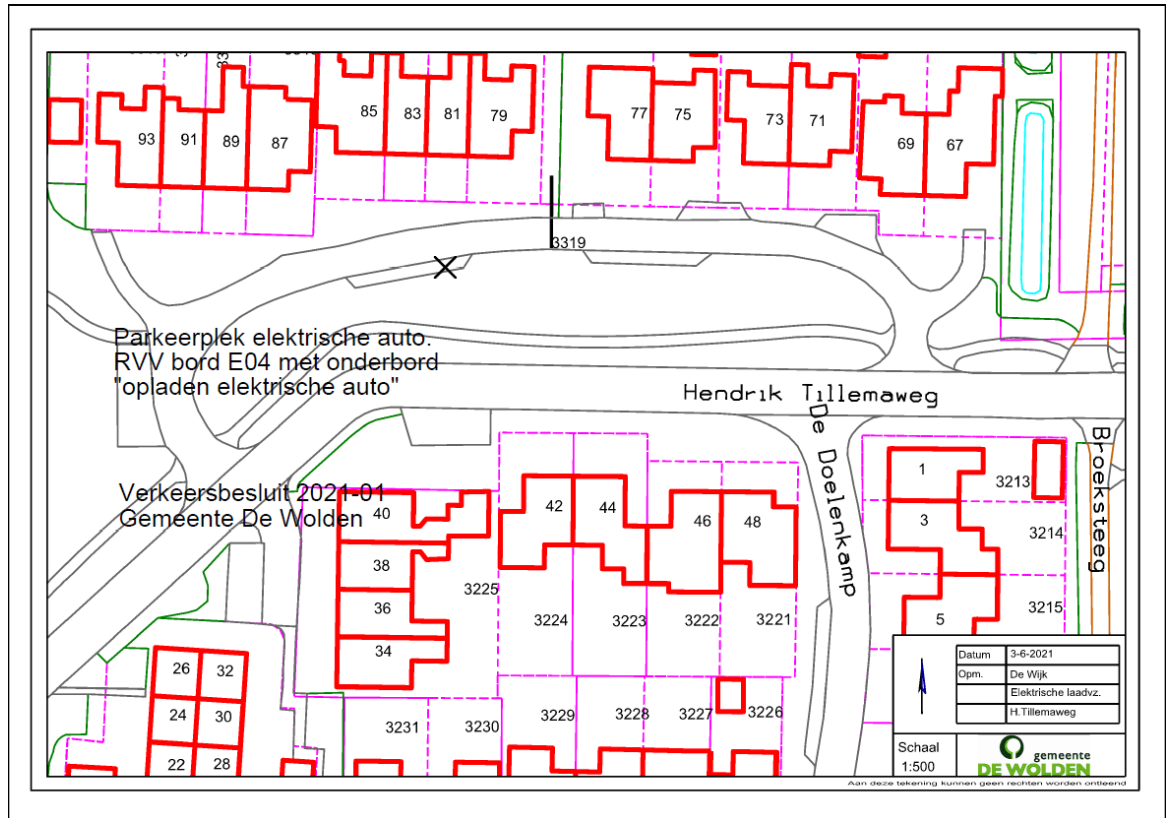 85
83
81
79
77
75
73
71
93
91
89
87
69
67
3319
Parkeerplek elektrische auto.
RVV bord E04 met onderbord
"opladen elektrische auto"
Hendrik Tillemaweg
De Doelenkamp
Broeksteeg
Verkeersbesluit 2021-01
Gemeente De Wolden
40
42
44
46
48
1
3213
3
3214
38
3225
36
3224
3223
3222
3221
3215
5
34
26
32
24
30
22
28
3231
3230
3229
3228
3227
3226
Datum 3-6-2021
Opm. De Wijk
Elektrische laadvz.
H.Tillemaweg
Schaal
1:500
gemeente
DE WOLDEN
Aan deze tekening kunnen geen rechten worden ontleend